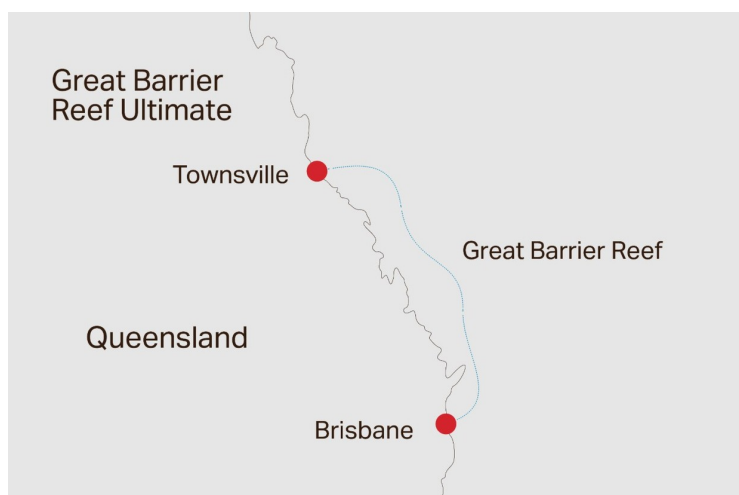 Great Barrier
Reef Ultimate
Townsville
Great Barrier Reef
Queensland
Brisbane